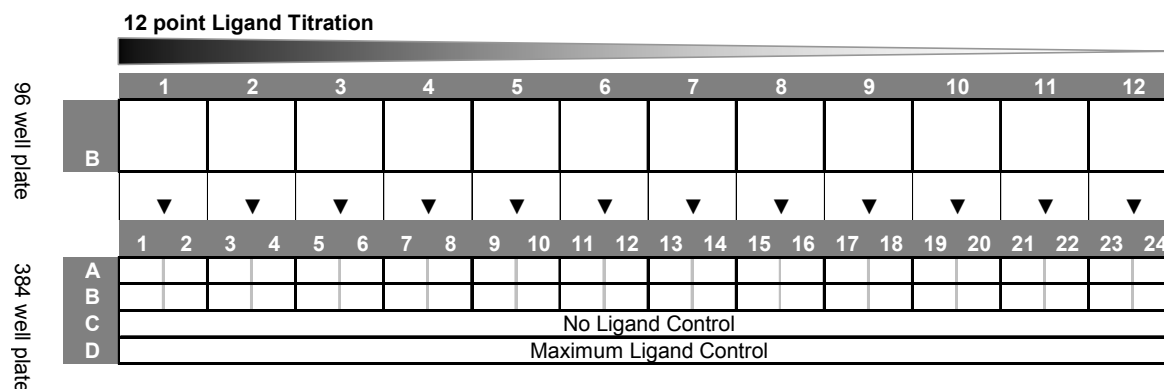 12 point Ligand Titration
1 2 3 4 5 6 7 8 9 10 11 12
96 well plate
B
1 2 3 4 5 6 7 8 9 10 11 12 13 14 15 16 17 18 19 20 21 22 23 24
384 well plate
A
B
C No Ligand Control
D Maximum Ligand Control